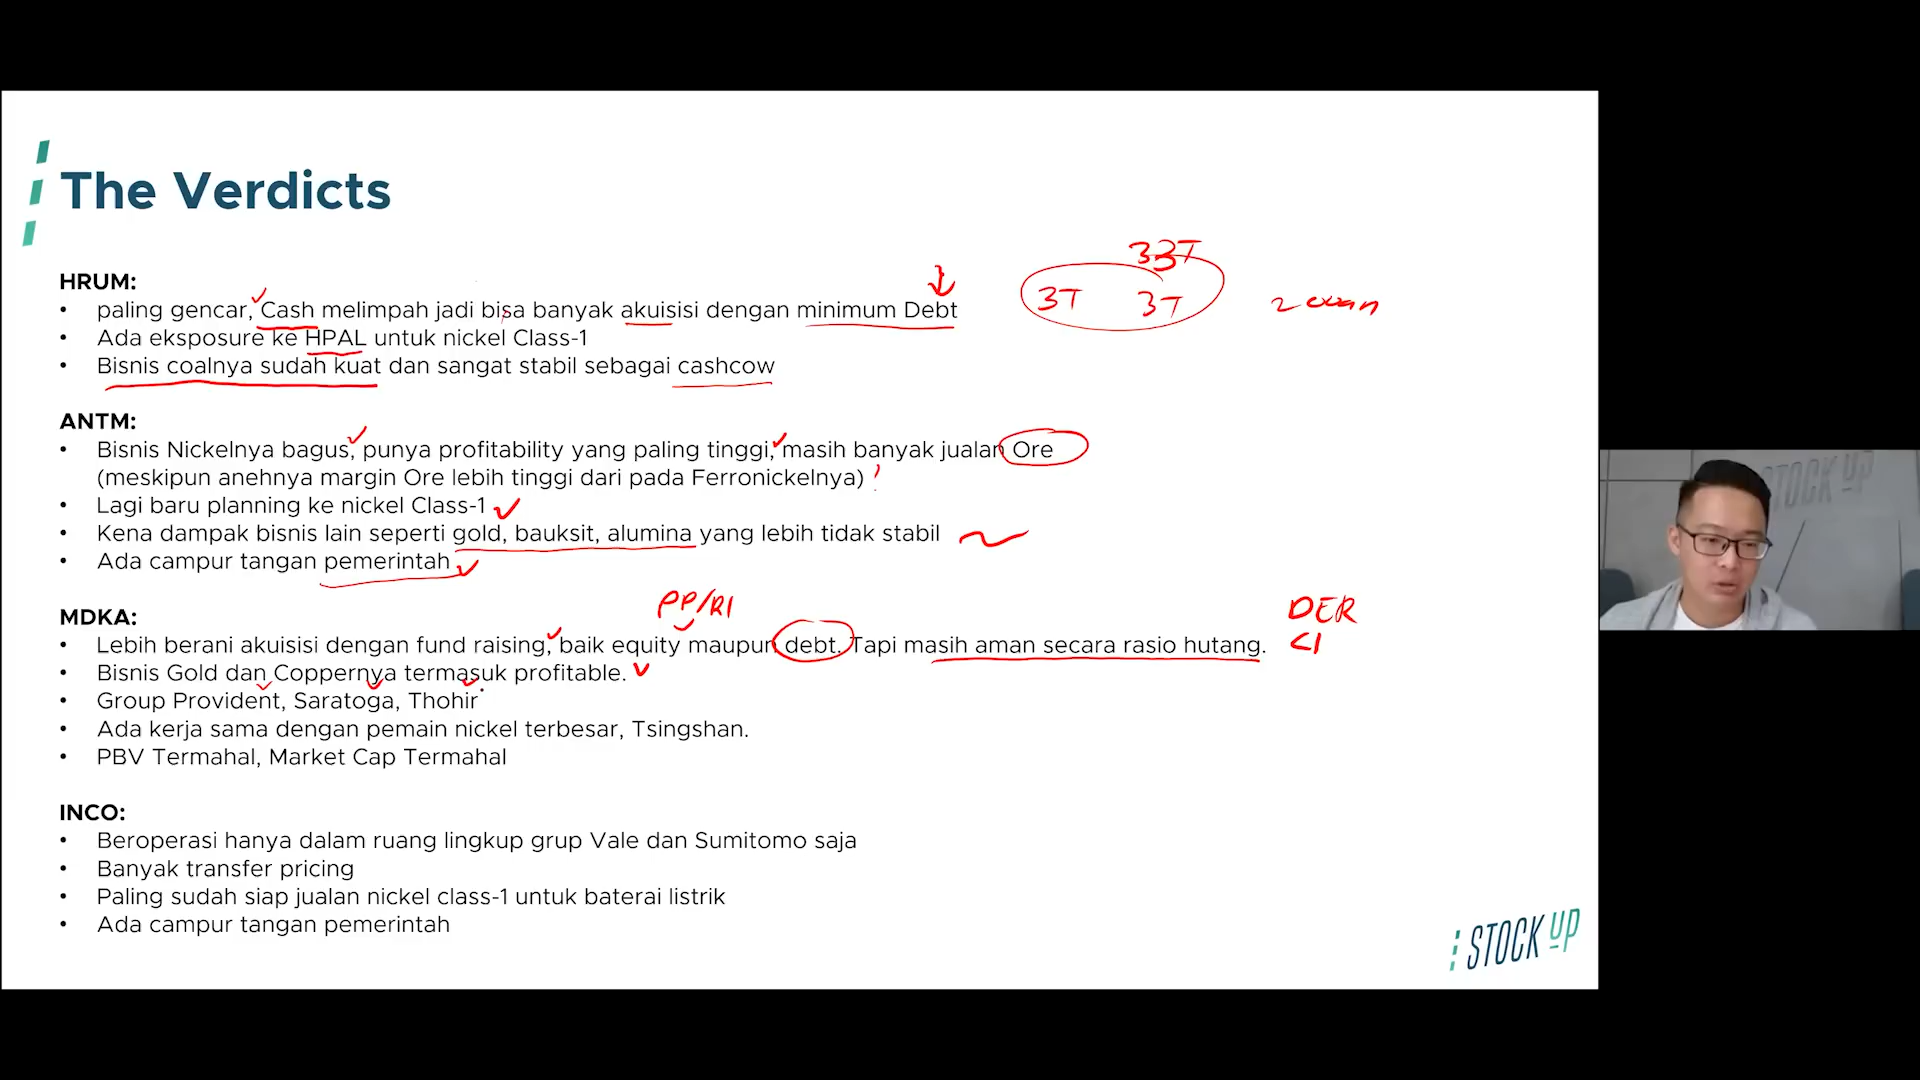 The Verdicts
33T
HRUM:
3T 3T
• paling gencar, Cash melimpah jadi bisa banyak akuisisi dengan minimum Debt
• Ada eksposure ke HPAL untuk nickel Class-1
• Bisnis coalnya sudah kuat dan sangat stabil sebagai cashcow
ANTM:
• Bisnis Nickelnya bagus, punya profitability yang paling tinggi, masih banyak jualan Ore
(meskipun anehnya margin Ore lebih tinggi dari pada Ferronickelnya)
• Lagi baru planning ke nickel Class-1
• Kena dampak bisnis lain seperti gold, bauksit, alumina yang lebih tidak stabil
• Ada campur tangan pemerintah
PP/RI
DER
MDKA:
• Lebih berani akuisisi dengan fund raising, baik equity maupun debt. Tapi masih aman secara rasio hutang.
<1
• Bisnis Gold dan Coppernya termasuk profitable.
• Group Provident, Saratoga, Thohir
• Ada kerja sama dengan pemain nickel terbesar, Tsingshan.
• PBV Termahal, Market Cap Termahal
INCO:
• Beroperasi hanya dalam ruang lingkup grup Vale dan Sumitomo saja
• Banyak transfer pricing
• Paling sudah siap jualan nickel class-1 untuk baterai listrik
• Ada campur tangan pemerintah
STOCK UP
STOCK UP